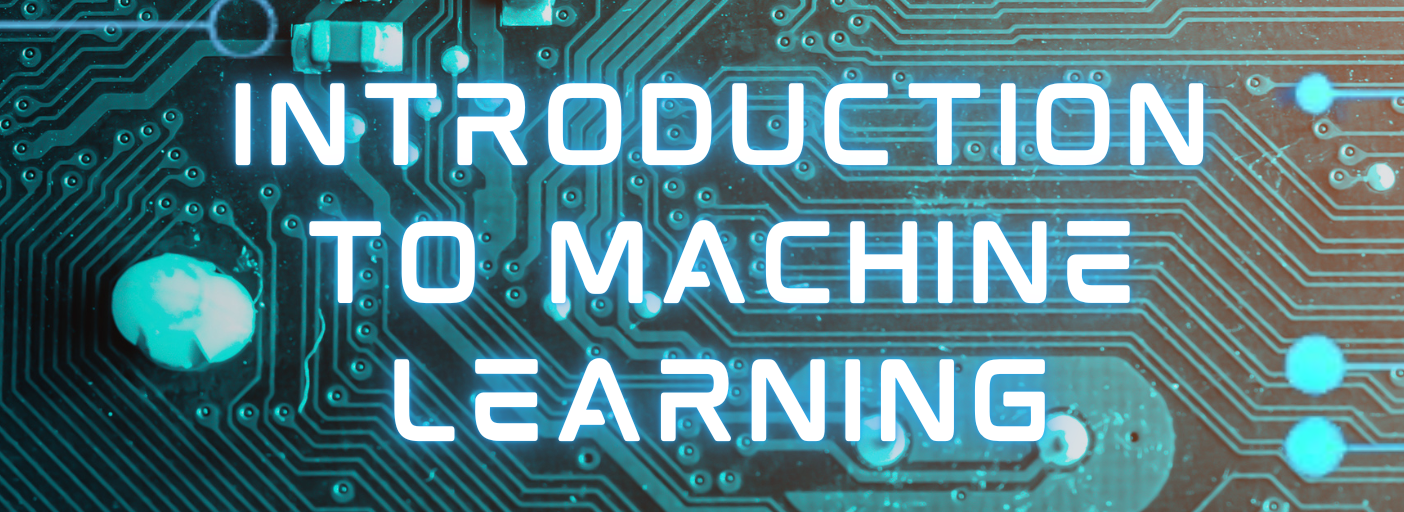 INTRODUCTION
TO MACHINE
LEARNING